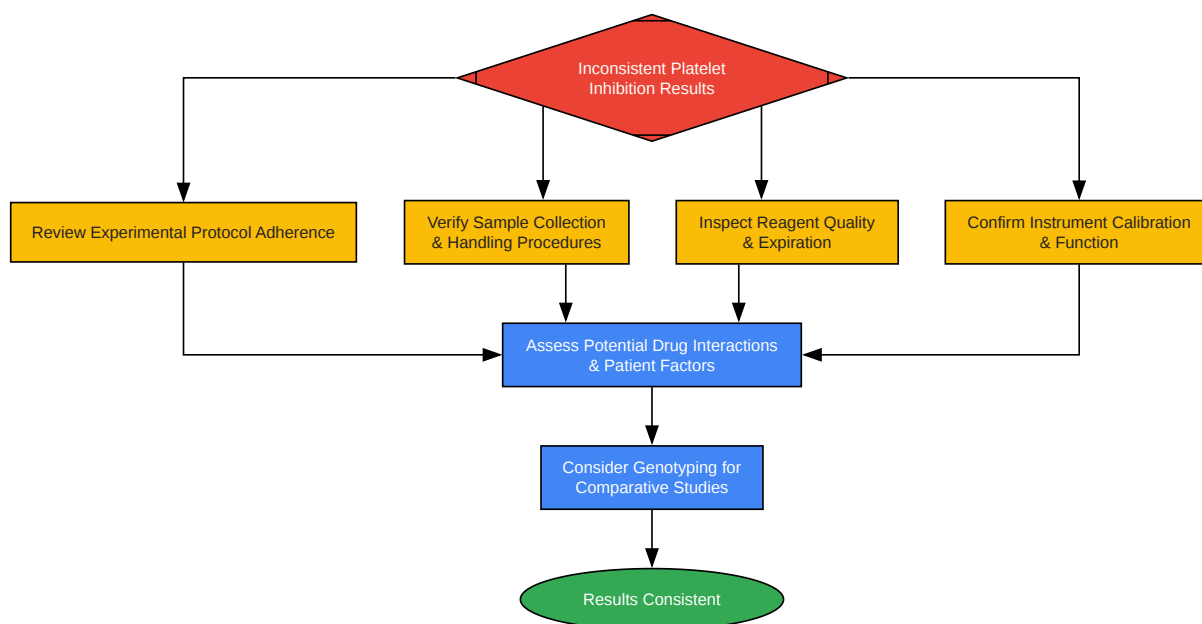 Inconsistent Platelet
Inhibition Results
Review Experimental Protocol Adherence
Verify Sample Collection
& Handling Procedures
Inspect Reagent Quality
& Expiration
Confirm Instrument Calibration
& Function
Assess Potential Drug Interactions
& Patient Factors
Consider Genotyping for
Comparative Studies
Results Consistent